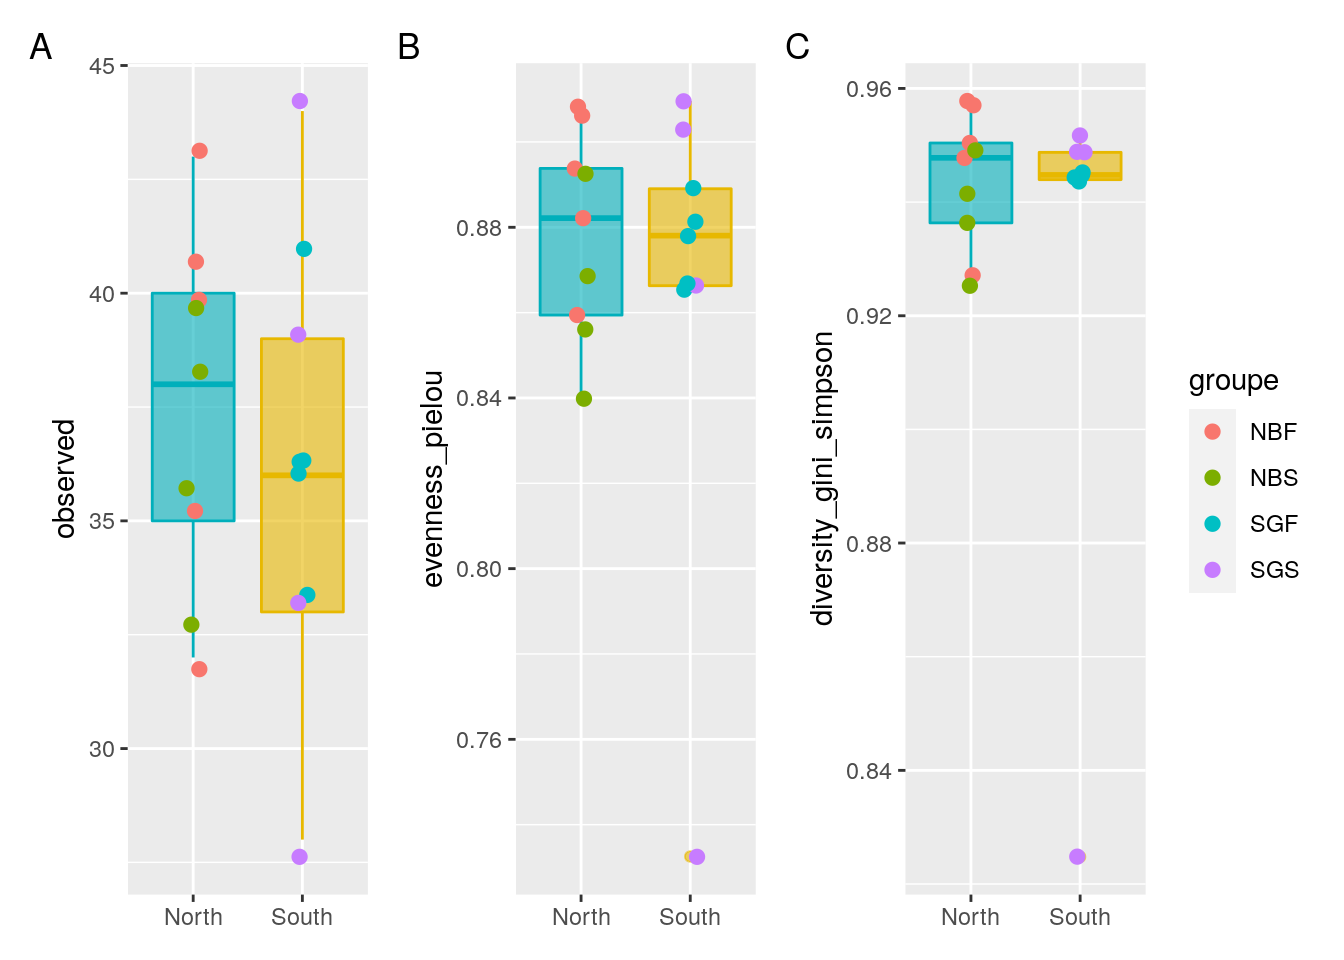 A
B
C
observed
45
40
35
30
North
South
evenness_pielou
0.88
0.84
0.80
0.76
North
South
diversity_gini_simpson
0.96
0.92
0.88
0.84
North
South
groupe
NBF
NBS
SGF
SGS